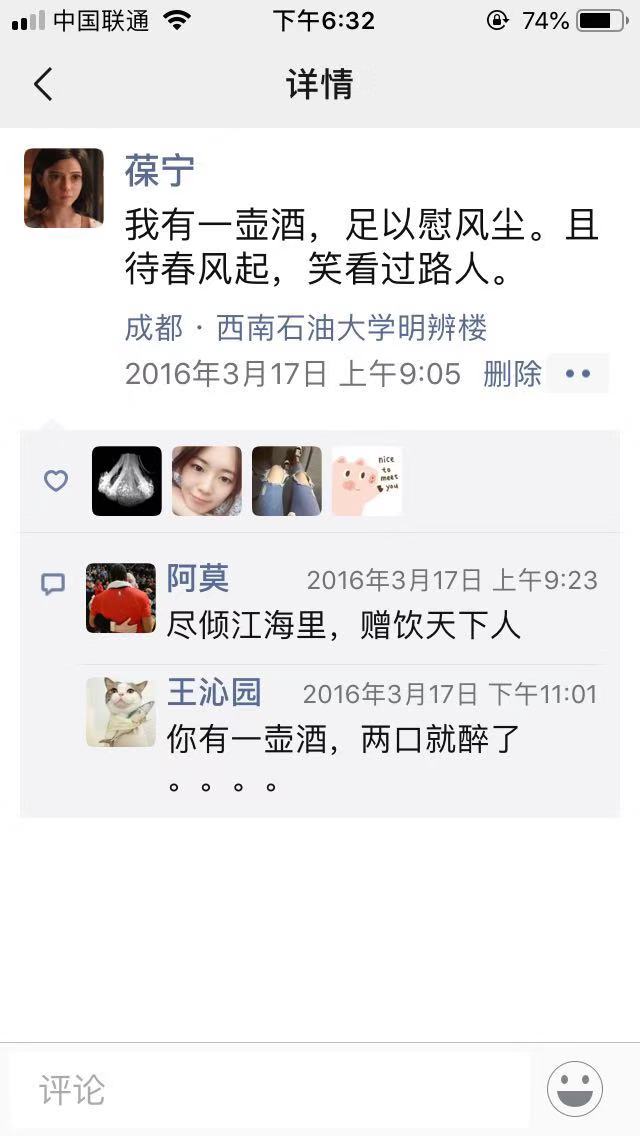 中国联通 下午6:32 74%
详情
葆宁
我有一壶酒，足以慰风尘。且
待春风起，笑看过路人。
成都 · 西南石油大学明辨楼
2016年3月17日 上午9:05 删除
nice
to
meet
you
阿莫 2016年3月17日 上午9:23
尽倾江海里，赠饮天下人
王沁园 2016年3月17日 下午11:01
你有一壶酒，两口就醉了
。。。。
评论